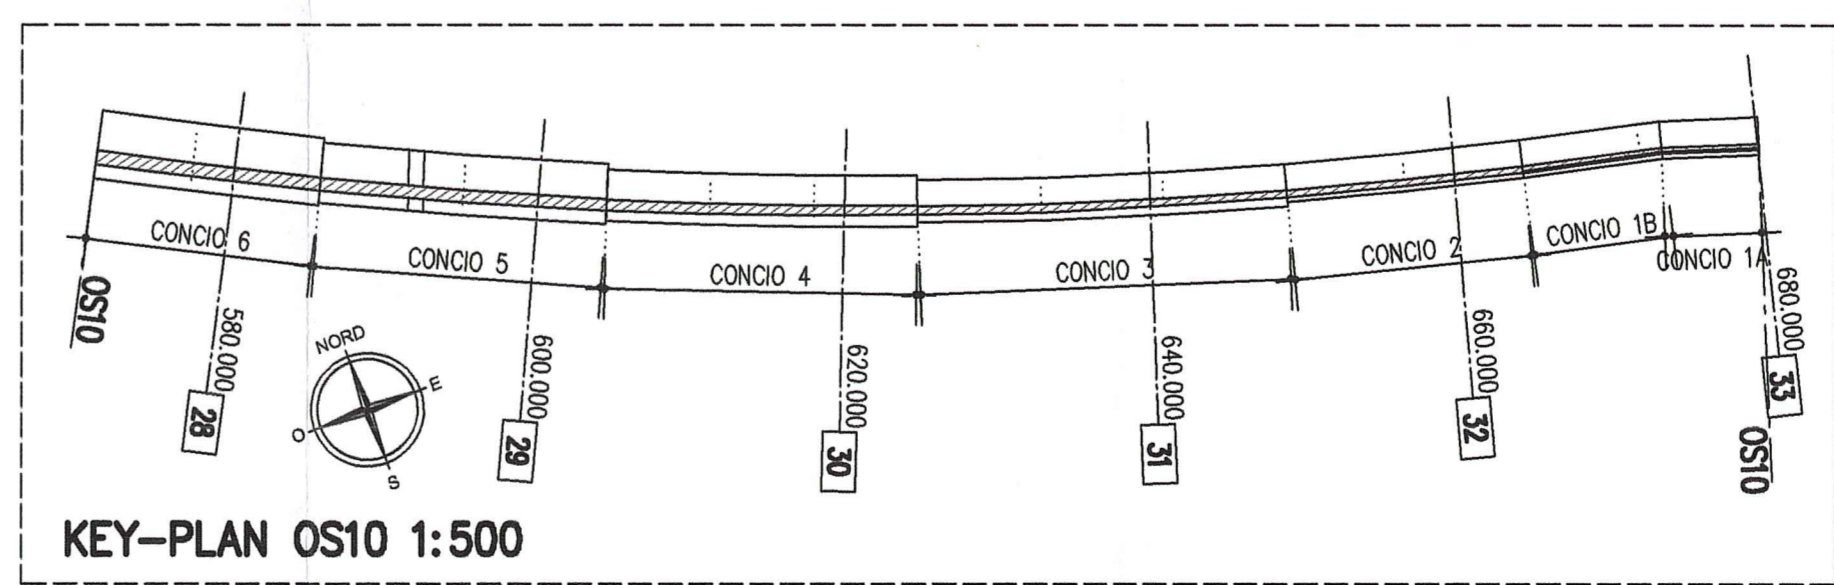 CONCIO 6
CONCIO 5
CONCIO 4
CONCIO 3
CONCIO 2
CONCIO 1B
CONCIO 1A
OS10
580.000
600.000
620.000
640.000
660.000
680.000
28
29
30
31
32
33
OS10
NORD
E
O
S
KEY-PLAN OS10 1:500